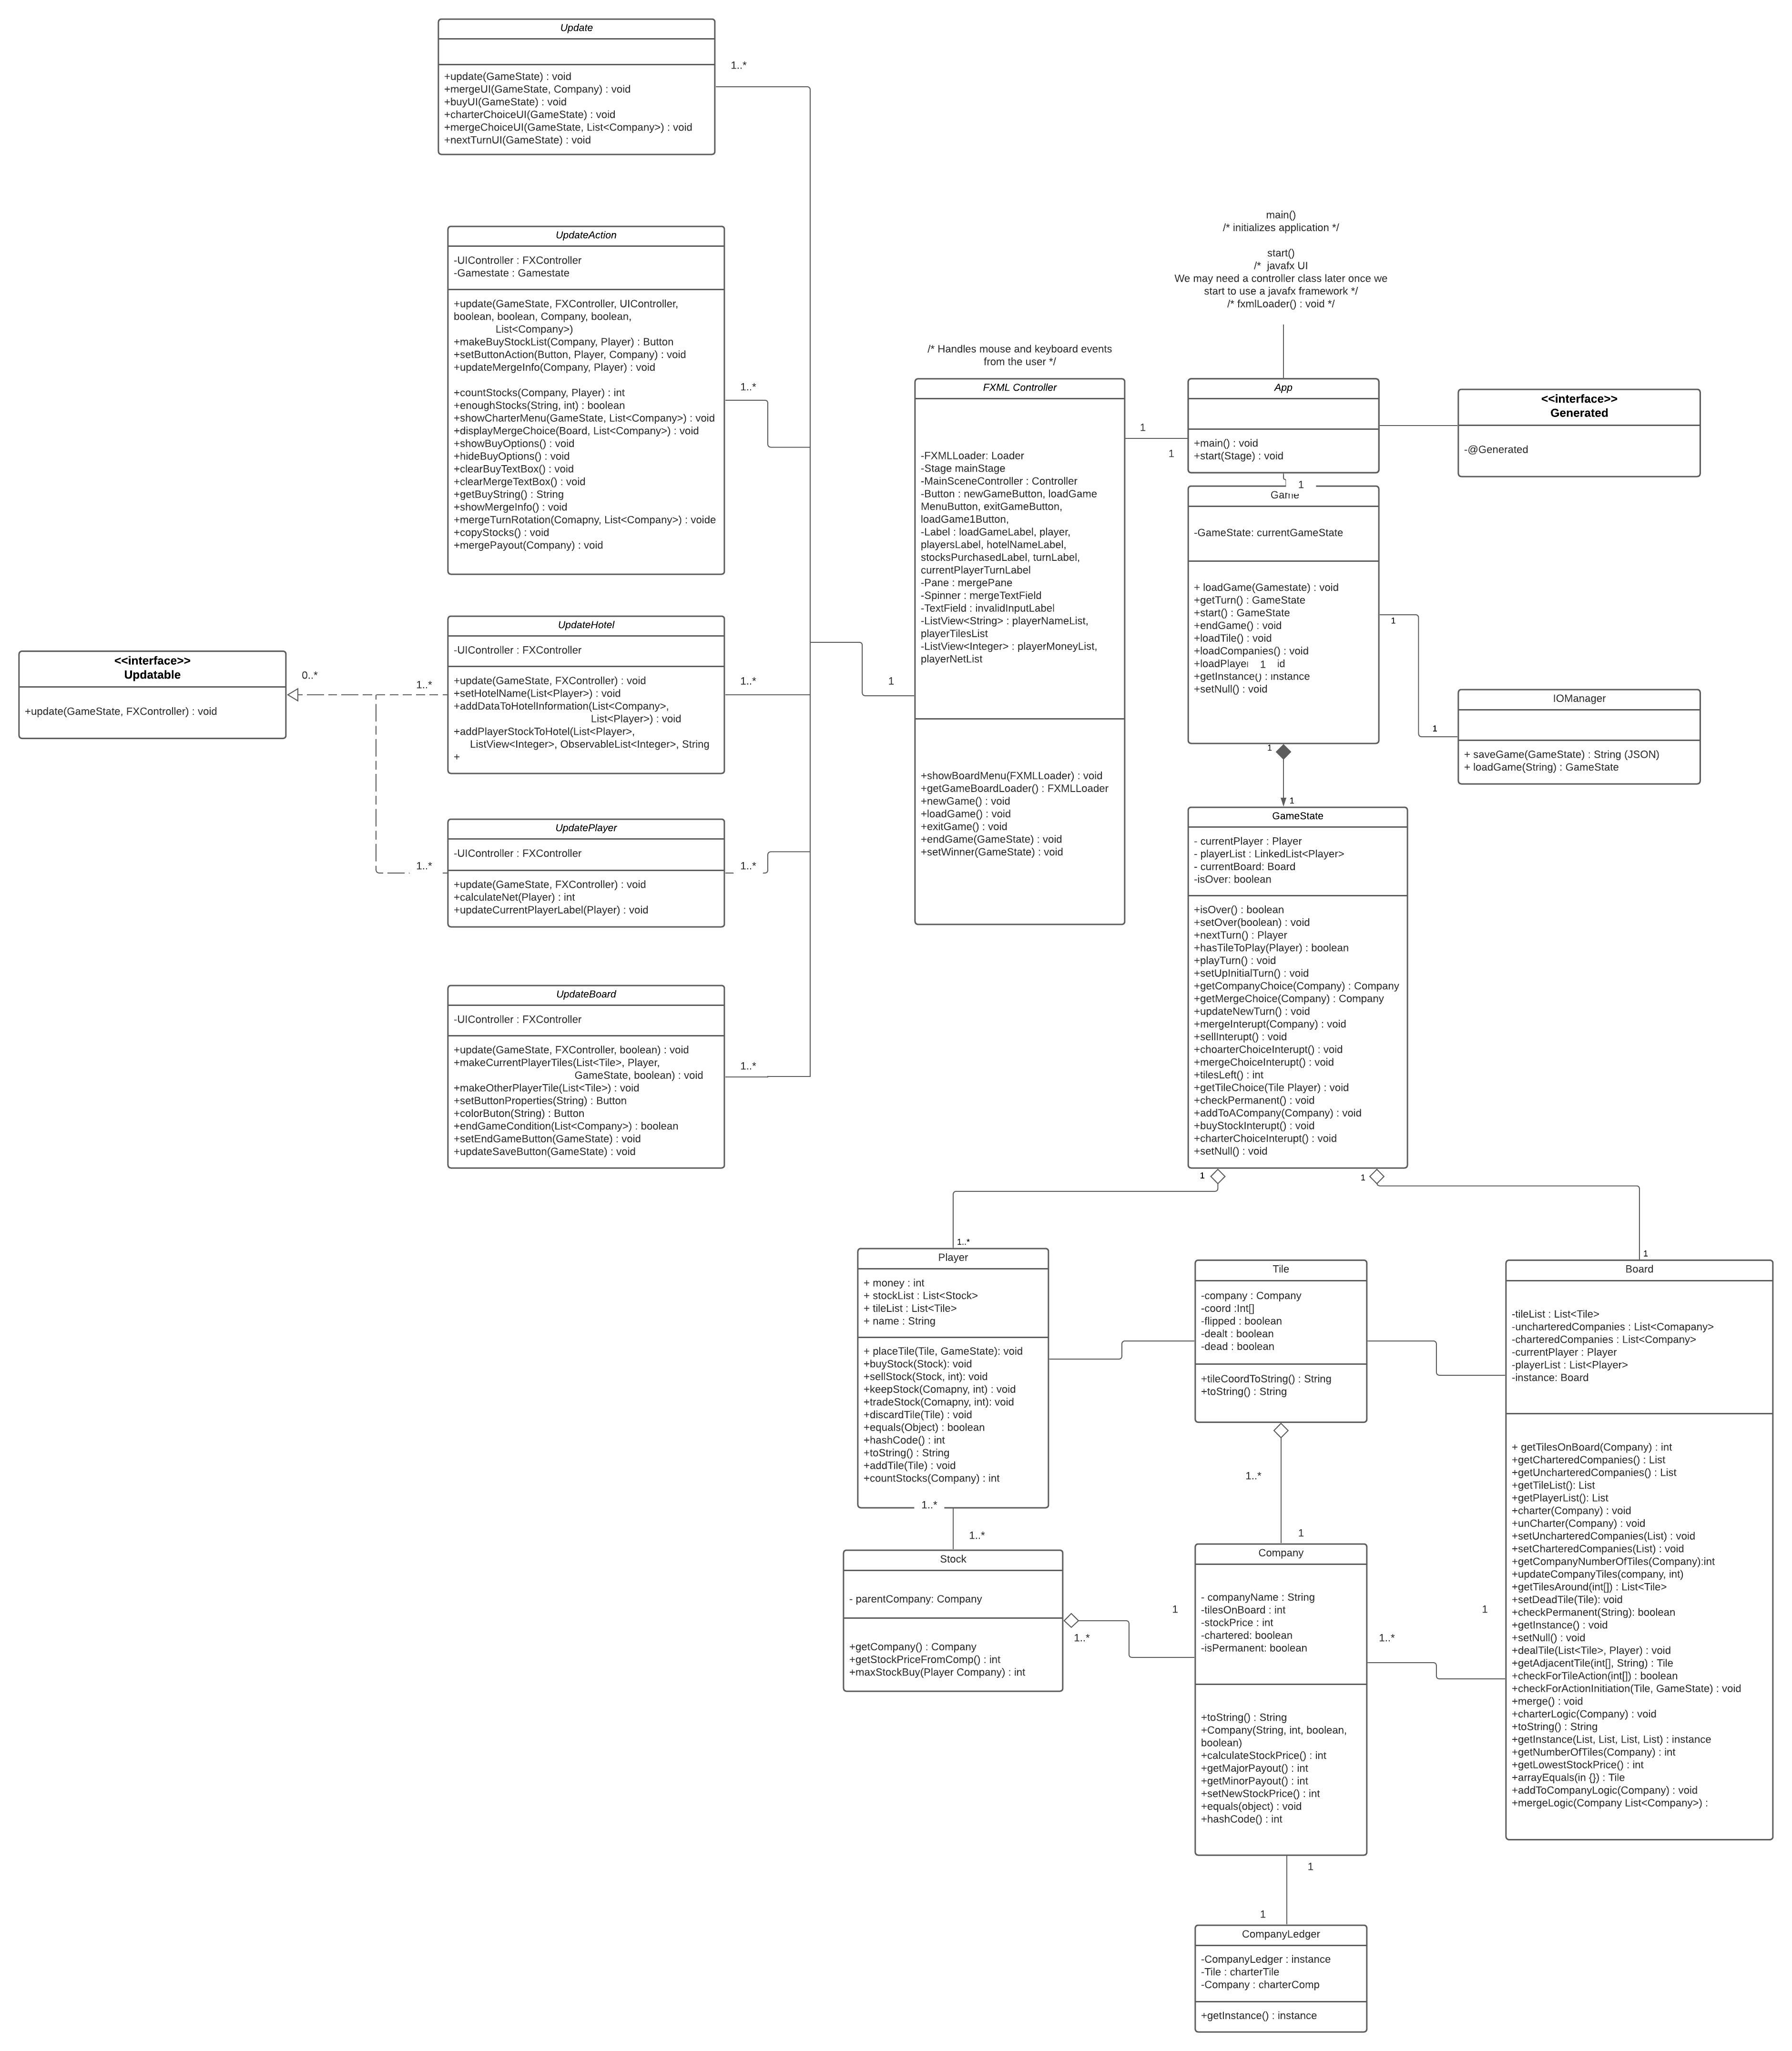 Update
+update(GameState) : void
+mergeUI(GameState, Company) : void
+buyUI(GameState) : void
+charterChoiceUI(GameState) : void
+mergeChoiceUI(GameState, List<Company>) : void
+nextTurnUI(GameState) : void
1..*
UpdateAction
-UIController : FXController
-Gamestate : Gamestate
+update(GameState, FXController, UIController,
boolean, boolean, Company, boolean,
List<Company>)
+makeBuyStockList(Company, Player) : Button
+setButtonAction(Button, Player, Company) : void
+updateMergeInfo(Company, Player) : void
+countStocks(Company, Player) : int
+enoughStocks(String, int) : boolean
+showCharterMenu(GameState, List<Company>) : void
+displayMergeChoice(Board, List<Company>) : void
+showBuyOptions() : void
+hideBuyOptions() : void
+clearBuyTextBox() : void
+clearMergeTextBox() : void
+getBuyString() : String
+showMergeInfo() : void
+mergeTurnRotation(Comapny, List<Company>) : voide
+copyStocks() : void
+mergePayout(Company) : void
1..*
<<interface>>
Updatable
+update(GameState, FXController) : void
0..*
1..*
UpdateHotel
-UIController : FXController
+update(GameState, FXController) : void
+setHotelName(List<Player>) : void
+addDataToHotelInformation(List<Company>,
List<Player>) : void
+addPlayerStockToHotel(List<Player>,
ListView<Integer>, ObservableList<Integer>, String
+
1..*
1..*
UpdatePlayer
-UIController : FXController
+update(GameState, FXController) : void
+calculateNet(Player) : int
+updateCurrentPlayerLabel(Player) : void
1..*
UpdateBoard
-UIController : FXController
+update(GameState, FXController, boolean) : void
+makeCurrentPlayerTiles(List<Tile>, Player,
GameState, boolean) : void
+makeOtherPlayerTile(List<Tile>) : void
+setButtonProperties(String) : Button
+colorButon(String) : Button
+endGameCondition(List<Company>) : boolean
+setEndGameButton(GameState) : void
+updateSaveButton(GameState) : void
1..*
/* Handles mouse and keyboard events
from the user */
FXML Controller
-FXMLLoader: Loader
-Stage mainStage
-MainSceneController : Controller
-Button : newGameButton, loadGame
MenuButton, exitGameButton,
loadGame1Button,
-Label : loadGameLabel, player,
playersLabel, hotelNameLabel,
stocksPurchasedLabel, turnLabel,
currentPlayerTurnLabel
-Pane : mergePane
-Spinner : mergeTextField
-TextField : invalidInputLabel
-ListView<String> : playerNameList,
playerTilesList
-ListView<Integer> : playerMoneyList,
playerNetList
+showBoardMenu(FXMLLoader) : void
+getGameBoardLoader() : FXMLLoader
+newGame() : void
+loadGame() : void
+exitGame() : void
+endGame(GameState) : void
+setWinner(GameState) : void
1
1
1
main()
/* initializes application */
start()
/* javafx UI
We may need a controller class later once we
start to use a javafx framework */
/* fxmlLoader() : void */
App
+main() : void
+start(Stage) : void
<<interface>>
Generated
-@Generated
1
Game
-GameState: currentGameState
+ loadGame(Gamestate) : void
+getTurn() : GameState
+start() : GameState
+endGame() : void
+loadTile() : void
+loadCompanies() : void
+loadPlayer 1 id
+getInstance() : instance
+setNull() : void
1
1
IOManager
+ saveGame(GameState) : String (JSON)
+ loadGame(String) : GameState
1
1
GameState
- currentPlayer : Player
- playerList : LinkedList<Player>
- currentBoard: Board
-isOver: boolean
+isOver() : boolean
+setOver(boolean) : void
+nextTurn() : Player
+hasTileToPlay(Player) : boolean
+playTurn() : void
+setUpInitialTurn() : void
+getCompanyChoice(Company) : Company
+getMergeChoice(Company) : Company
+updateNewTurn() : void
+mergeInterupt(Company) : void
+sellInterupt() : void
+choarterChoiceInterupt() : void
+mergeChoiceInterupt() : void
+tilesLeft() : int
+getTileChoice(Tile Player) : void
+checkPermanent() : void
+addToACompany(Company) : void
+buyStockInterupt() : void
+charterChoiceInterupt() : void
+setNull() : void
1
1
1..*
1
Player
+ money : int
+ stockList : List<Stock>
+ tileList : List<Tile>
+ name : String
+ placeTile(Tile, GameState): void
+buyStock(Stock): void
+sellStock(Stock, int): void
+keepStock(Comapny, int) : void
+tradeStock(Comapny, int): void
+discardTile(Tile) : void
+equals(Object) : boolean
+hashCode() : int
+toString() : String
+addTile(Tile) : void
+countStocks(Company) : int
1..*
1..*
Tile
-company : Company
-coord :Int[]
-flipped : boolean
-dealt : boolean
-dead : boolean
+tileCoordToString() : String
+toString() : String
1..*
1
Board
-tileList : List<Tile>
-unchar­teredCompanies : List<Comapany>
-charteredCompanies : List<Company>
-currentPlayer : Player
-playerList : List<Player>
-instance: Board
+ getTilesOnBoard(Company) : int
+getCharteredCompanies() : List
+getUncharteredCompanies() : List
+getTileList(): List
+getPlayerList(): List
+charter(Company) : void
+unCharter(Company) : void
+setUncharteredCompanies(List) : void
+setCharteredCompanies(List) : void
+getCompanyNumberOfTiles(Company):int
+updateCompanyTiles(company, int)
+getTilesAround(int[]) : List<Tile>
+setDeadTile(Tile): void
+checkPermanent(String): boolean
+getInstance() : void
+setNull() : void
+dealTile(List<Tile>, Player) : void
+getAdjacentTile(int[], String) : Tile
+checkForTileAction(int[]) : boolean
+checkForActionInitiation(Tile, GameState) : void
+merge() : void
+charterLogic(Company) : void
+toString() : String
+getInstance(List, List, List, List) : instance
+getNumberOfTiles(Company) : int
+getLowestStockPrice() : int
+arrayEquals(in {}) : Tile
+addToCompanyLogic(Company) : void
+mergeLogic(Company List<Company>) :
Stock
- parentCompany: Company
+getCompany() : Company
+getStockPriceFromComp() : int
+maxStockBuy(Player Company) : int
1..*
1
Company
- companyName : String
-tilesOnBoard : int
-stockPrice : int
-chartered: boolean
-isPermanent: boolean
+toString() : String
+Company(String, int, boolean,
boolean)
+calculateStockPrice() : int
+getMajorPayout() : int
+getMinorPayout() : int
+setNewStockPrice() : int
+equals(object) : void
+hashCode() : int
1..*
1
1
1
CompanyLedger
-CompanyLedger : instance
-Tile : charterTile
-Company : charterComp
+getInstance() : instance